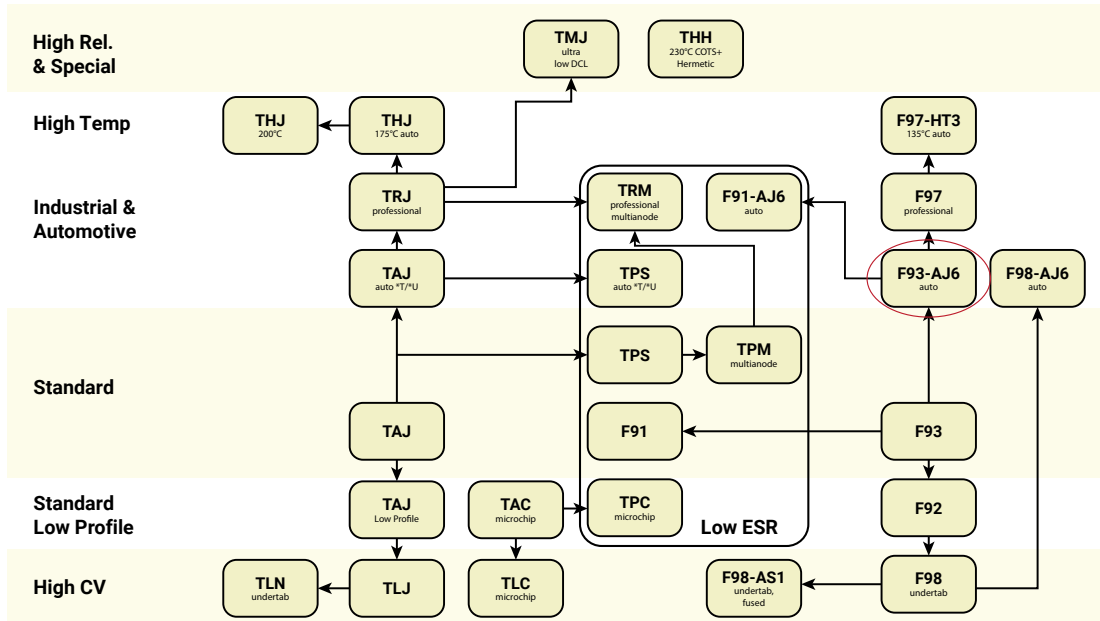 High Rel.
& Special
TMJ
ultra
low DCL
THH
230°C COTS+
Hermetic
High Temp
THJ
200°C
THJ
175°C auto
F97-HT3
135°C auto
Industrial &
Automotive
TRJ
professional
TRM
professional
multianode
F91-AJ6
auto
F97
professional
TAJ
auto *T/*U
TPS
auto *T/*U
F93-AJ6
auto
F98-AJ6
auto
Standard
TPS
TPM
multianode
TAJ
F91
F93
Standard
Low Profile
TAJ
Low Profile
TAC
microchip
TPC
microchip
Low ESR
F92
High CV
TLN
undertab
TLJ
TLC
microchip
F98-AS1
undertab,
fused
F98
undertab